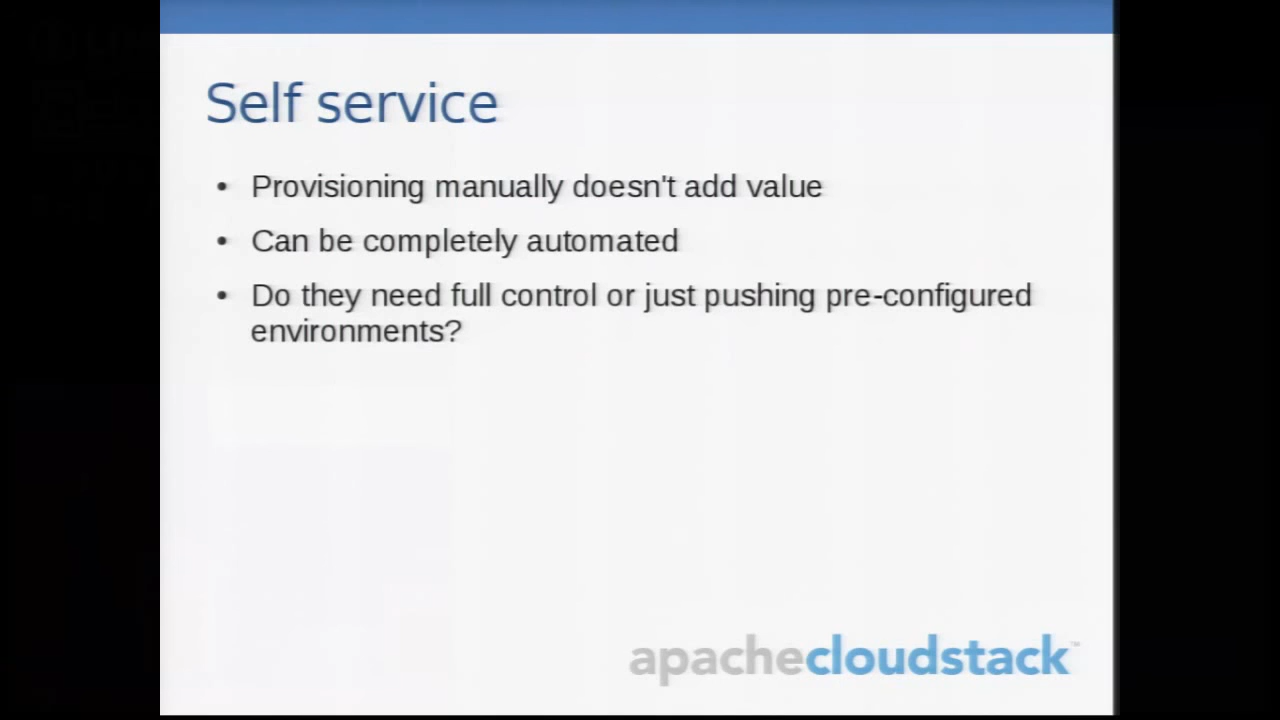 Self service
• Provisioning manually doesn't add value
• Can be completely automated
• Do they need full control or just pushing pre-configured
environments?
apachecloudstack™